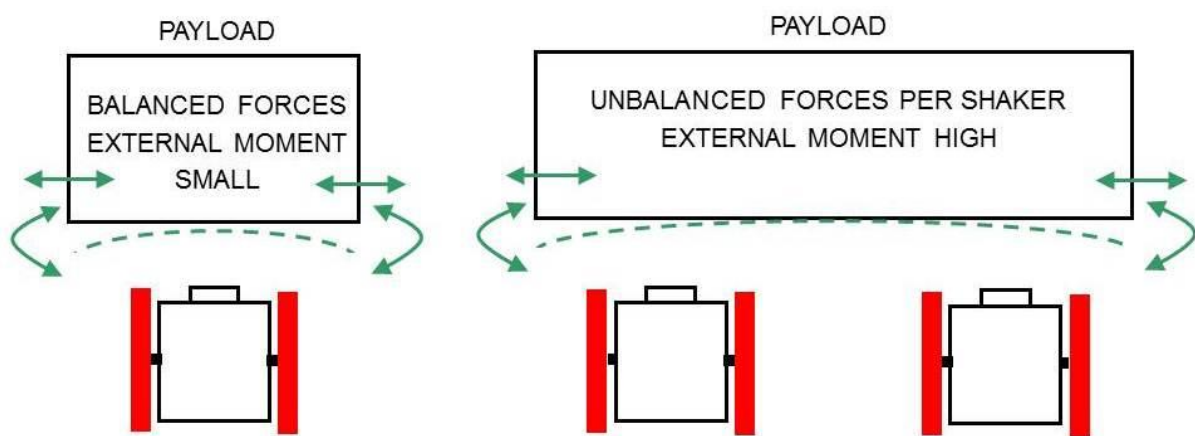 PAYLOAD
BALANCED FORCES
EXTERNAL MOMENT
SMALL
PAYLOAD
UNBALANCED FORCES PER SHAKER
EXTERNAL MOMENT HIGH